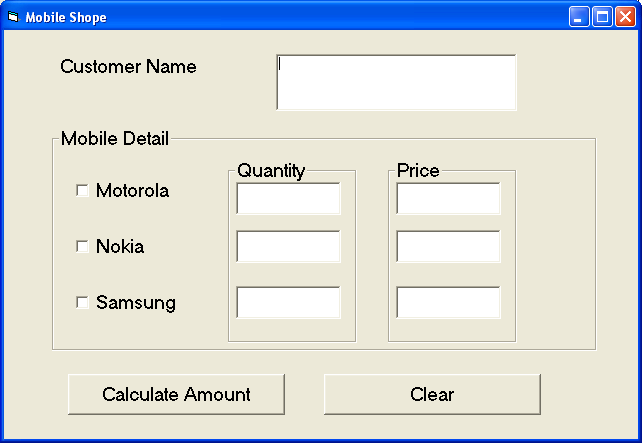 Mobile Shope
Customer Name
Mobile Detail
Quantity
Price
Motorola
Nokia
Samsung
Calculate Amount
Clear